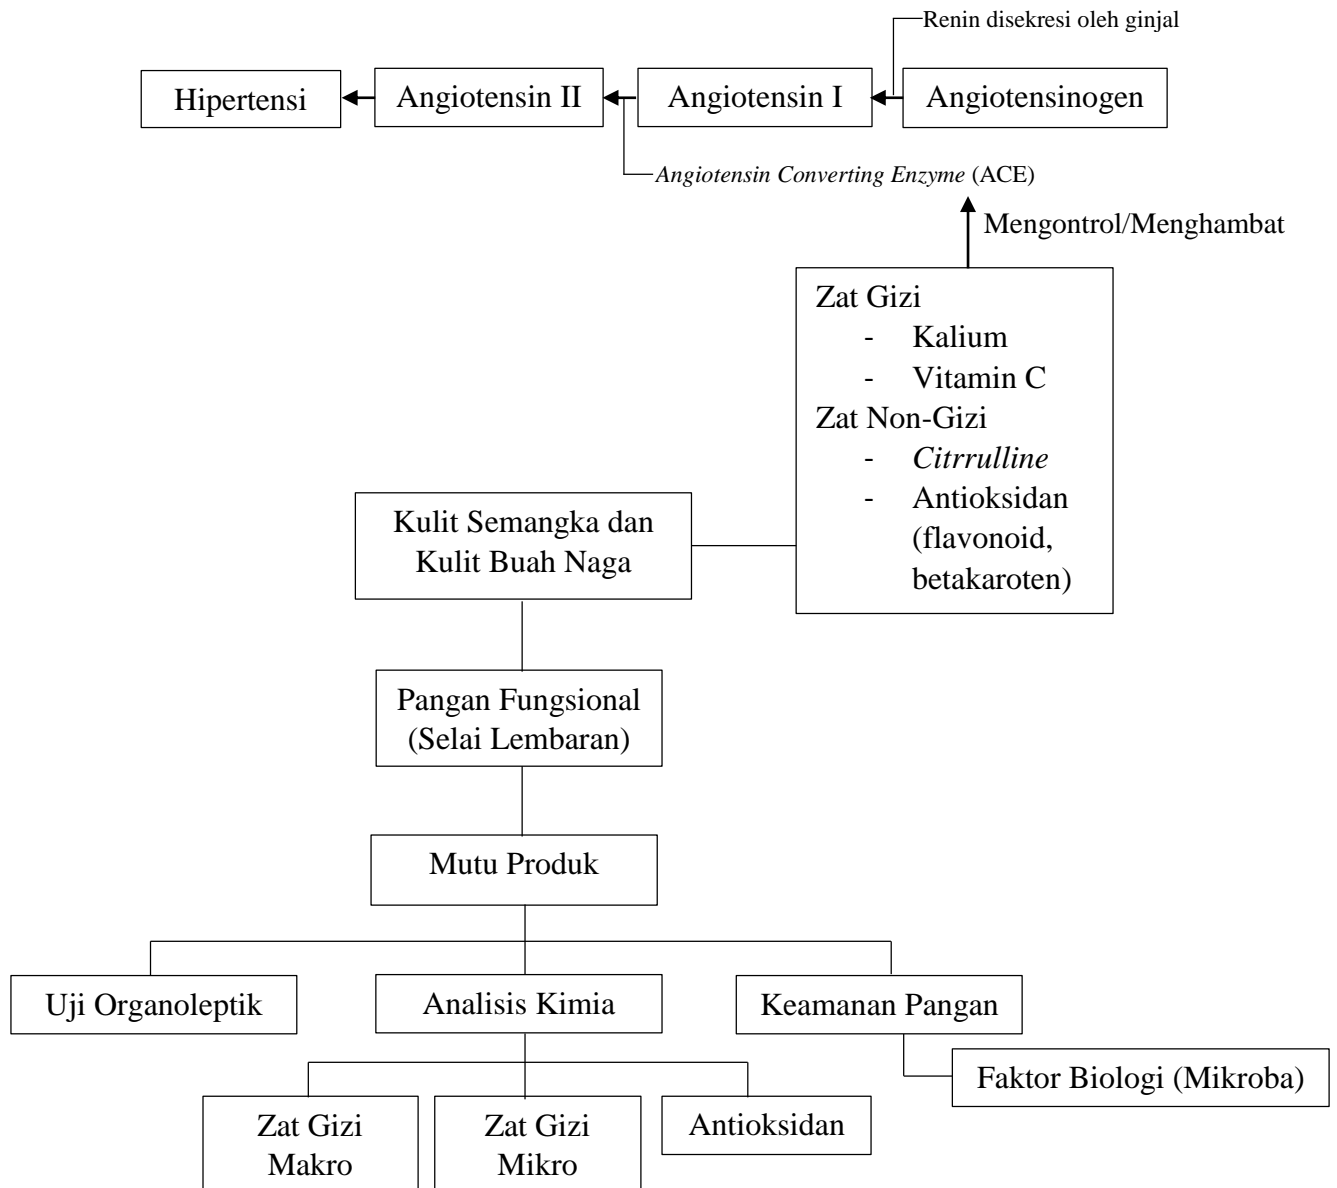 Renin disekresi oleh ginjal
Hipertensi
Angiotensin II
Angiotensin I
Angiotensinogen
Angiotensin Converting Enzyme (ACE)
Mengontrol/Menghambat
Zat Gizi
- Kalium
- Vitamin C
Zat Non-Gizi
- Citrrulline
- Antioksidan
(flavonoid,
betakaroten)
Kulit Semangka dan
Kulit Buah Naga
Pangan Fungsional
(Selai Lembaran)
Mutu Produk
Uji Organoleptik
Analisis Kimia
Keamanan Pangan
Faktor Biologi (Mikroba)
Zat Gizi
Makro
Zat Gizi
Mikro
Antioksidan